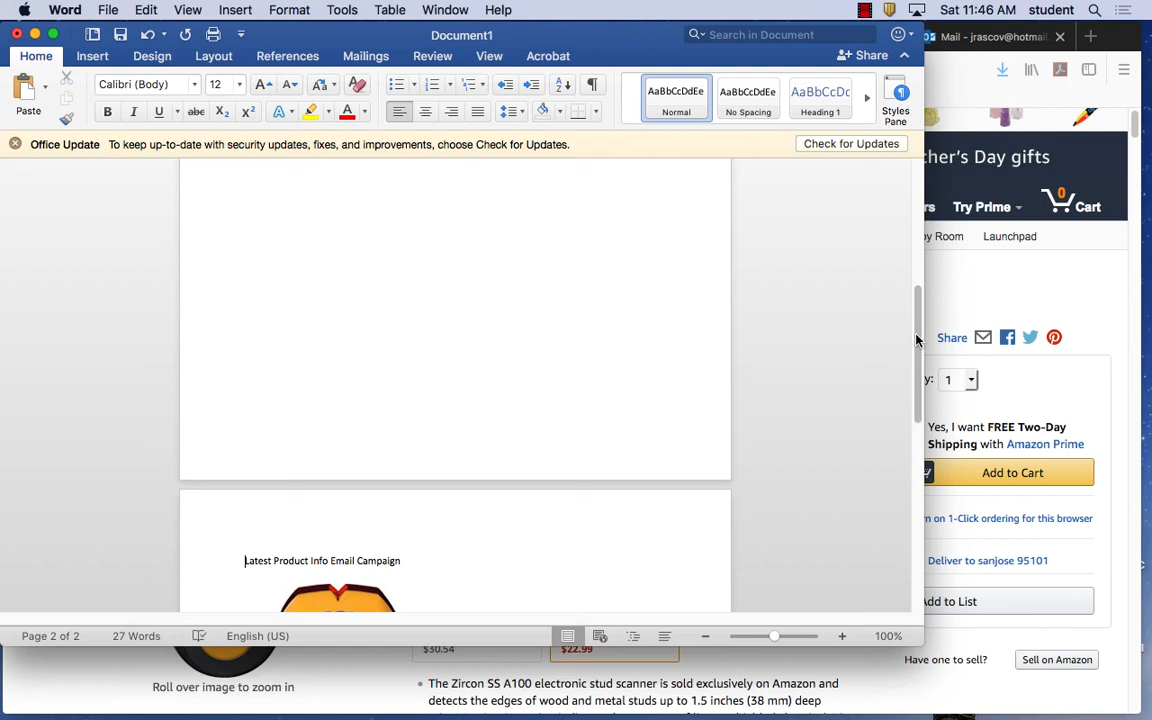 Word File Edit View Insert Format Tools Table Window Help Sat 11:46 AM student
Document1
Search in Document
Mail - jrascov@hotmail
Home Insert Design Layout References Mailings Review View Acrobat Share
Paste
Calibri (Body) 12
B I U abc X2 X2 A A
AaBbCcDdEe AaBbCcDdEe AaBbCcDc
Normal No Spacing Heading 1
Styles
Pane
Office Update To keep up-to-date with security updates, fixes, and improvements, choose Check for Updates. Check for Updates
her's Day gifts
rs Try Prime 0 Cart
by Room Launchpad
Share
y: 1
Yes, I want FREE Two-Day
Shipping with Amazon Prime
Add to Cart
n on 1-Click ordering for this browser
Deliver to sanjose 95101
Add to List
Have one to sell? Sell on Amazon
Latest Product Info Email Campaign
Page 2 of 2 27 Words English (US) 100%
$30.54 $22.99
Roll over image to zoom in
The Zircon SS A100 electronic stud scanner is sold exclusively on Amazon and
detects the edges of wood and metal studs up to 1.5 inches (38 mm) deep